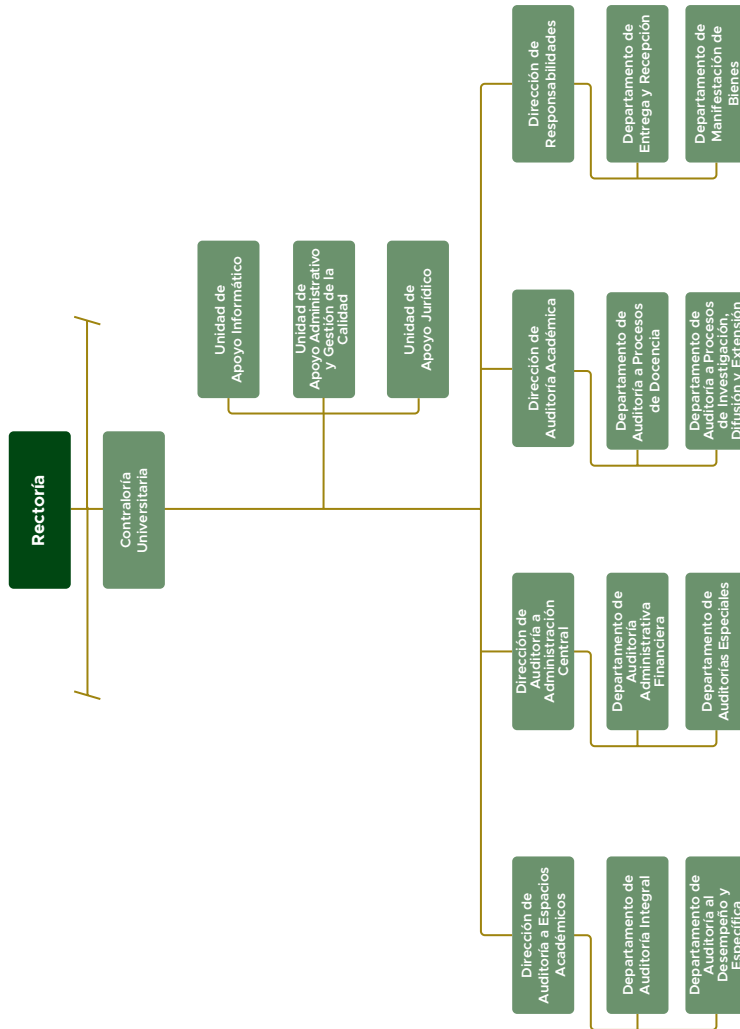 Rectoría
Contraloría
Universitaria
Unidad de
Apoyo Informático
Unidad de
Apoyo Administrativo
y Gestión de la
Calidad
Unidad de
Apoyo Jurídico
Dirección de
Auditoría a Espacios
Académicos
Departamento de
Auditoría Integral
Departamento de
Auditoría al
Desempeño y
Específica
Dirección de
Auditoría a
Administración
Central
Departamento de
Auditoría
Administrativa
Financiera
Departamento de
Auditorías Especiales
Dirección de
Auditoría Académica
Departamento de
Auditoría a Procesos
de Docencia
Departamento de
Auditoría a Procesos
de Investigación,
Difusión y Extensión
Dirección de
Responsabilidades
Departamento de
Entrega y Recepción
Departamento de
Manifestación de
Bienes